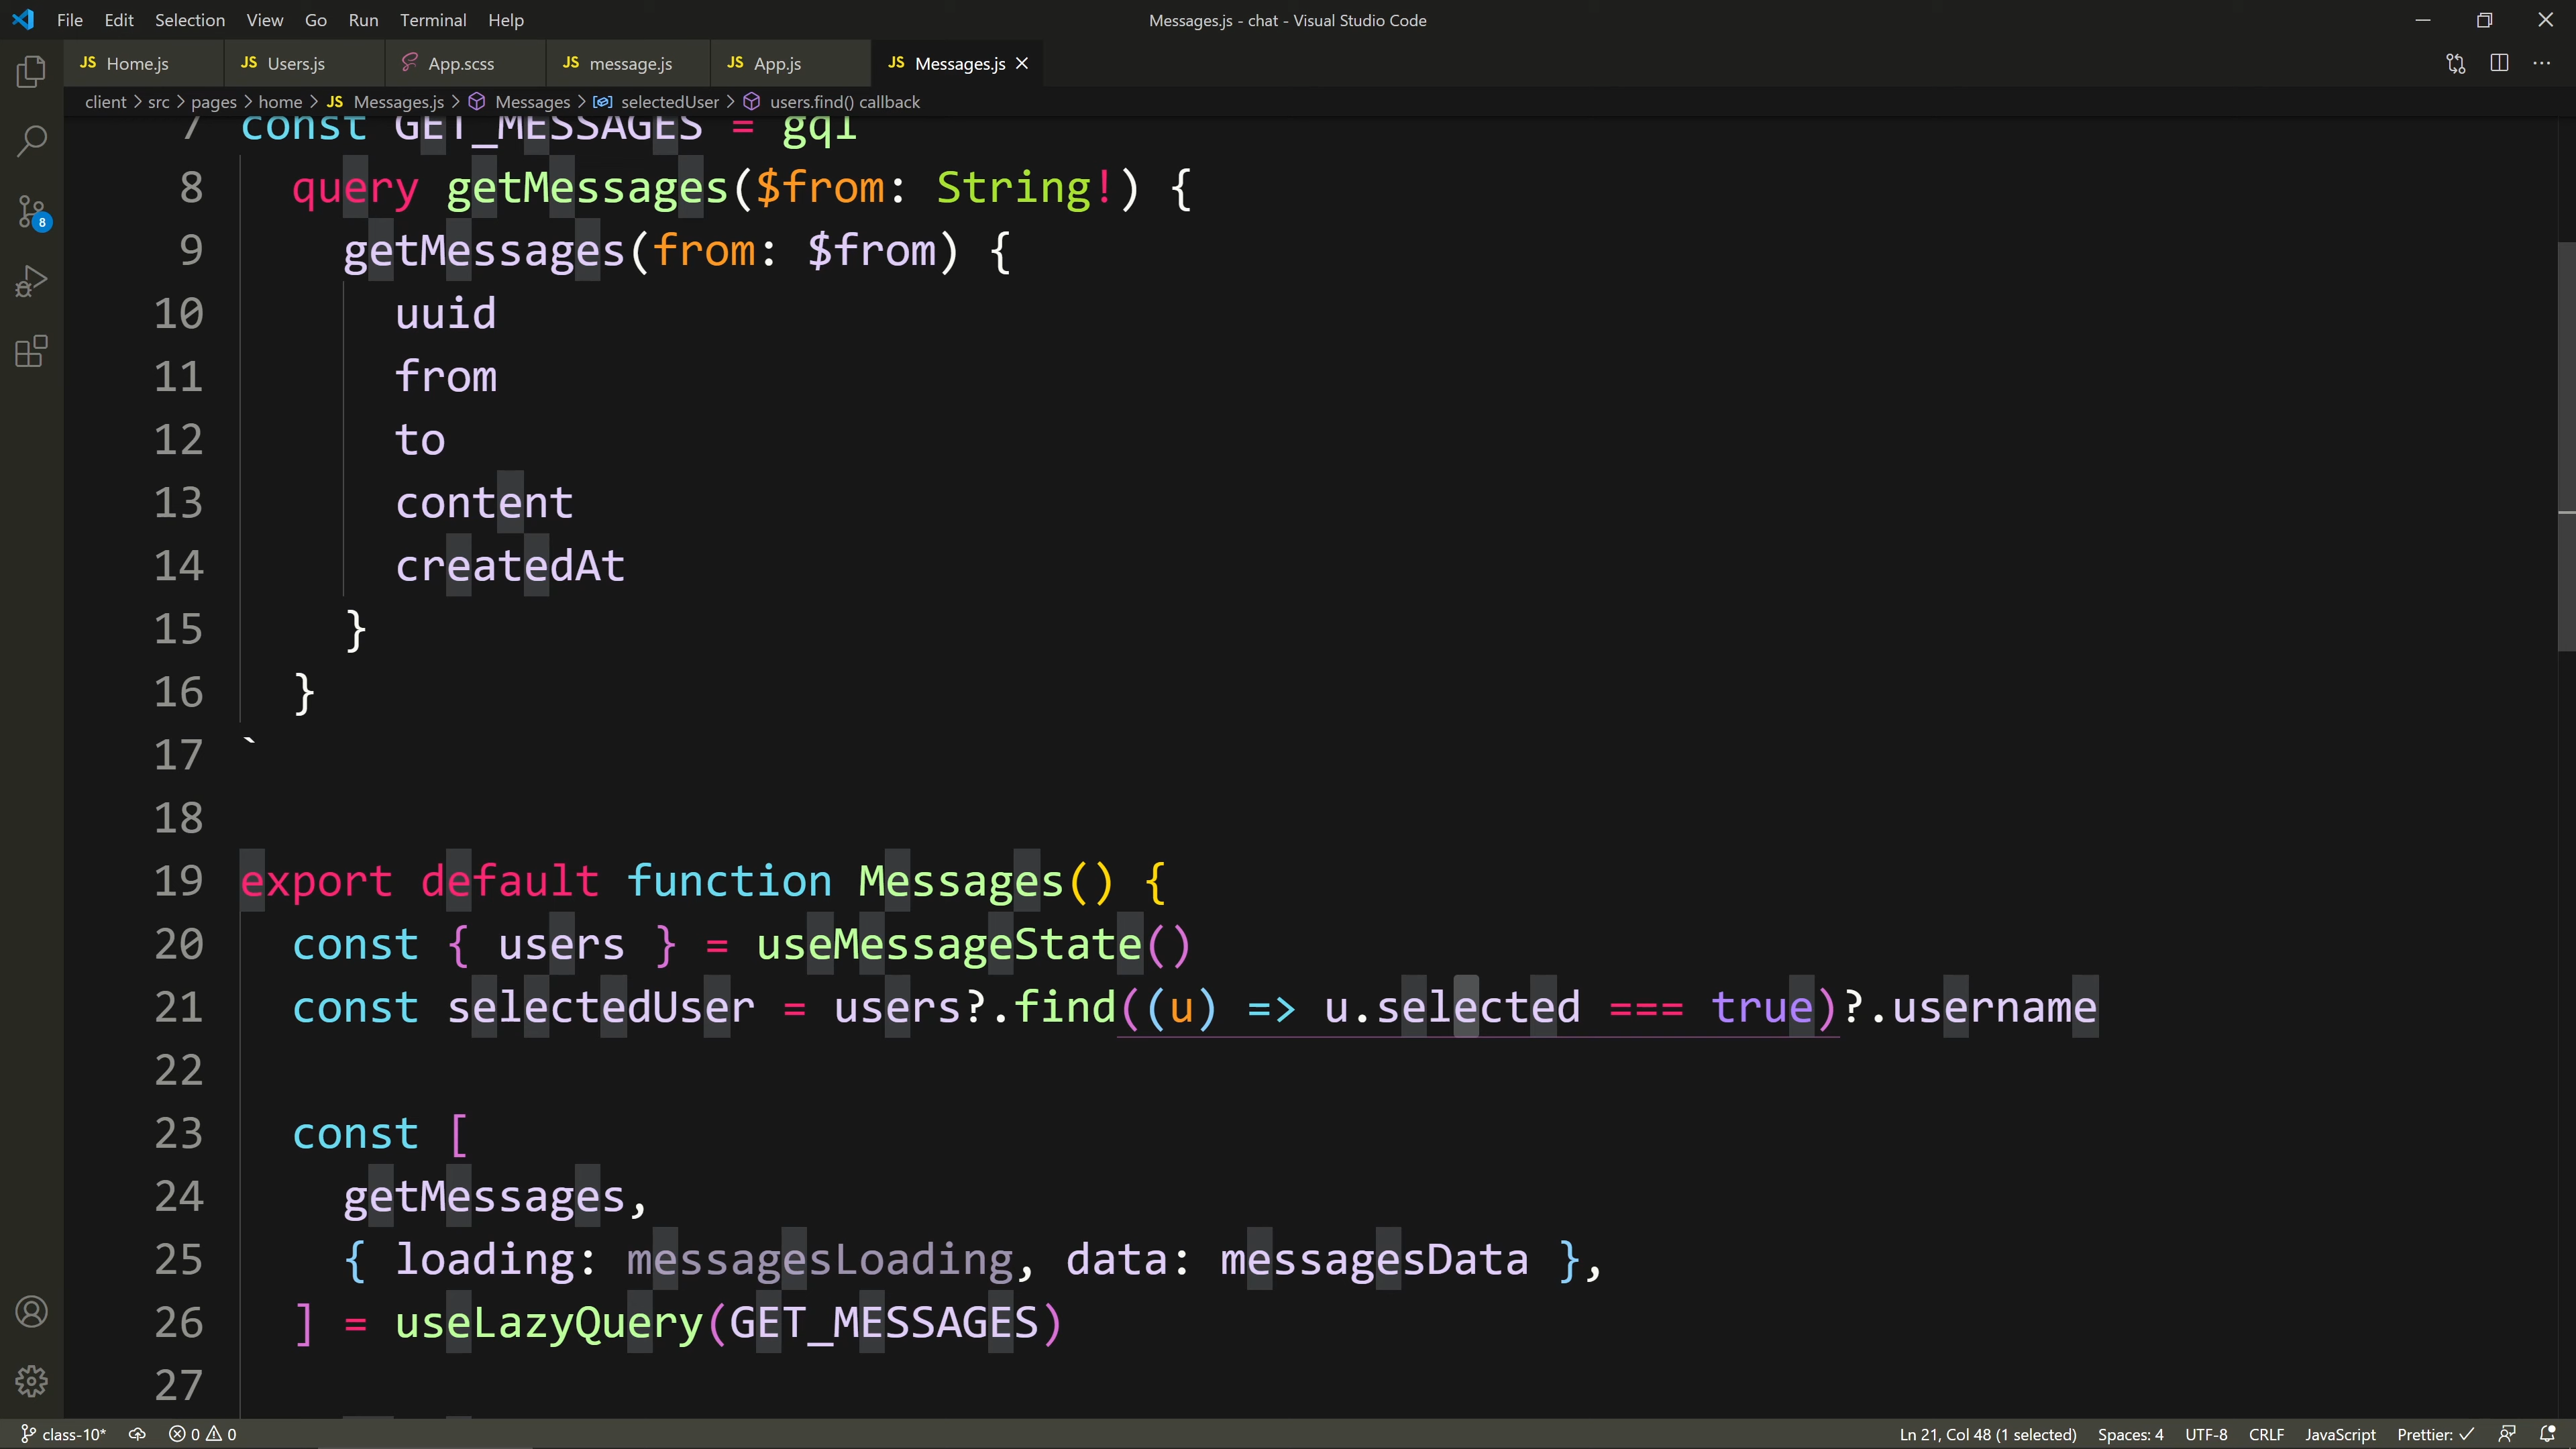 File Edit Selection View Go Run Terminal Help
Messages.js - chat - Visual Studio Code
JS Home.js JS Users.js App.scss JS message.js JS App.js JS Messages.js
client > src > pages > home > JS Messages.js > Messages > selectedUser > users.find() callback
7 const GET_MESSAGES = gql
8 query getMessages($from: String!) {
9 getMessages(from: $from) {
10 uuid
11 from
12 to
13 content
14 createdAt
15 }
16 }
17 `
18
19 export default function Messages() {
20 const { users } = useMessageState()
21 const selectedUser = users?.find((u) => u.selected === true)?.username
22
23 const [
24 getMessages,
25 { loading: messagesLoading, data: messagesData },
26 ] = useLazyQuery(GET_MESSAGES)
27
8
class-10* 0 0 Ln 21, Col 48 (1 selected) Spaces: 4 UTF-8 CRLF JavaScript Prettier: ✓